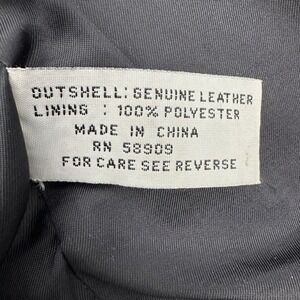 OUTSHELL: GENUINE LEATHER
LINING : 100% POLYESTER
MADE IN CHINA
RN 58909
FOR CARE SEE REVERSE